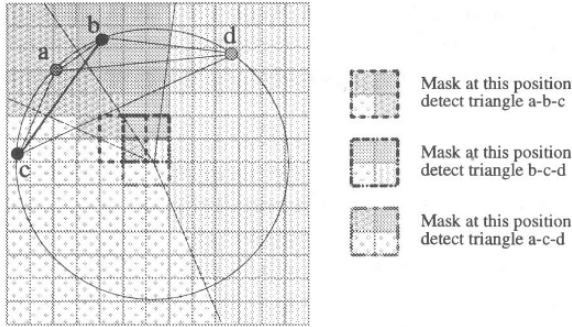 b
a
d
c
Mask at this position
detect triangle a-b-c
Mask at this position
detect triangle b-c-d
Mask at this position
detect triangle a-c-d